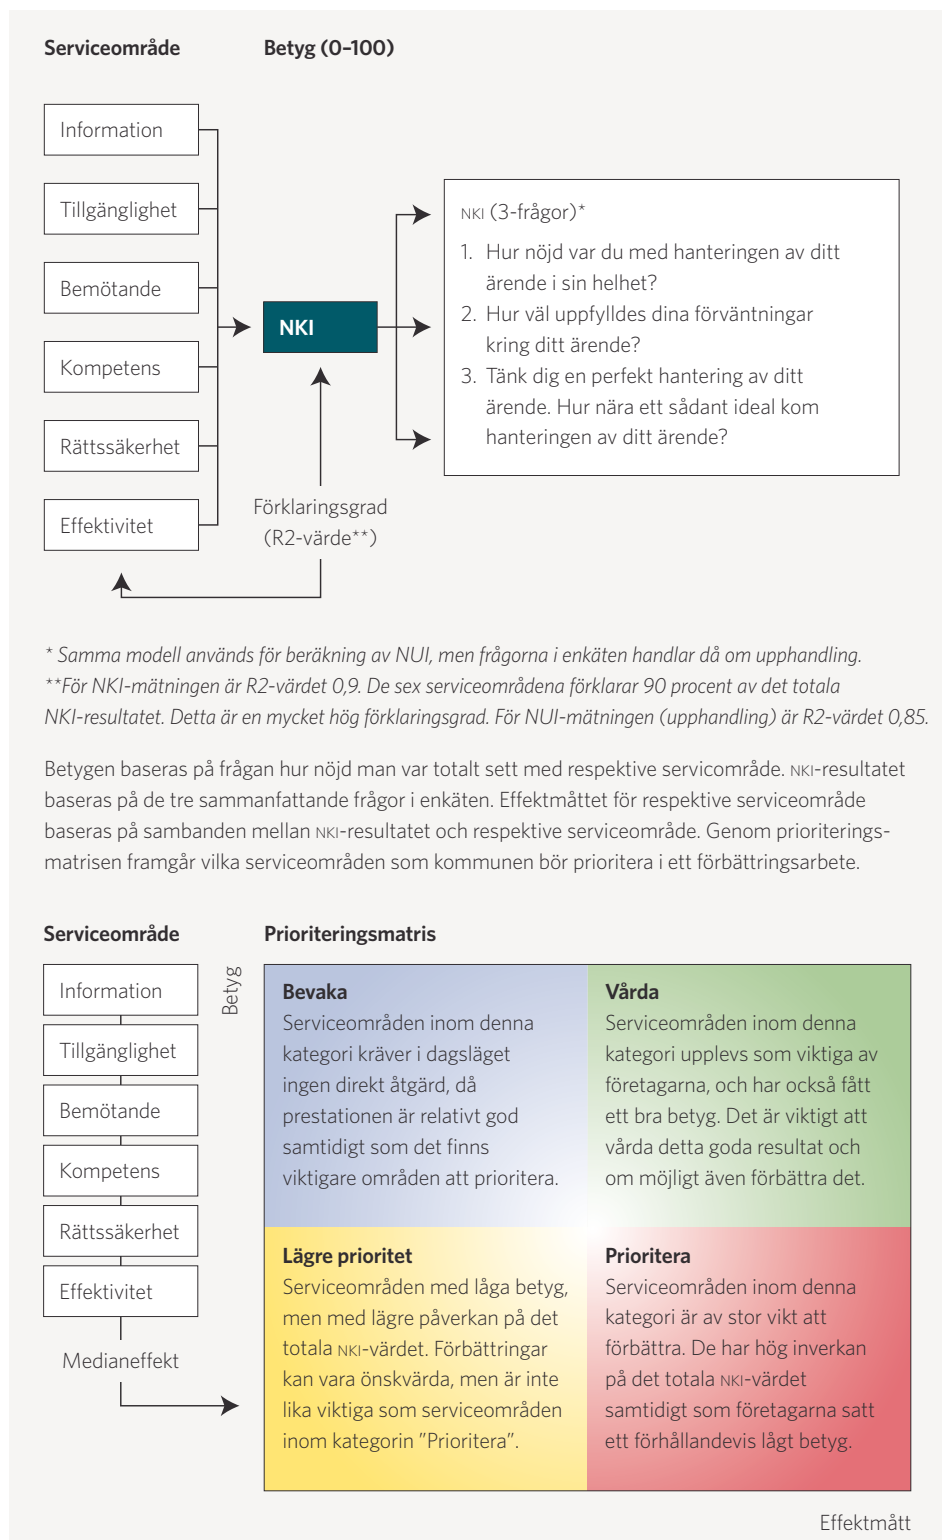 Serviceområde
Betyg (0–100)
Information
Tillgänglighet
Bemötande
Kompetens
Rättssäkerhet
Effektivitet
NKI
Förklaringsgrad
(R2-värde**)
NKI (3-frågor)*
1. Hur nöjd var du med hanteringen av ditt
ärende i sin helhet?
2. Hur väl uppfylldes dina förväntningar
kring ditt ärende?
3. Tänk dig en perfekt hantering av ditt
ärende. Hur nära ett sådant ideal kom
hanteringen av ditt ärende?
* Samma modell används för beräkning av NUI, men frågorna i enkäten handlar då om upphandling.
**För NKI-mätningen är R2-värdet 0,9. De sex serviceområdena förklarar 90 procent av det totala
NKI-resultatet. Detta är en mycket hög förklaringsgrad. För NUI-mätningen (upphandling) är R2-värdet 0,85.
Betygen baseras på frågan hur nöjd man var totalt sett med respektive servicområde. NKI-resultatet
baseras på de tre sammanfattande frågor i enkäten. Effektmåttet för respektive serviceområde
baseras på sambanden mellan NKI-resultatet och respektive serviceområde. Genom prioriterings-
matrisen framgår vilka serviceområden som kommunen bör prioritera i ett förbättringsarbete.
Serviceområde
Prioriteringsmatris
Information
Tillgänglighet
Bemötande
Kompetens
Rättssäkerhet
Effektivitet
Medianeffekt
Betyg
Bevaka
Serviceområden inom denna
kategori kräver i dagsläget
ingen direkt åtgärd, då
prestationen är relativt god
samtidigt som det finns
viktigare områden att prioritera.
Vårda
Serviceområden inom denna
kategori upplevs som viktiga av
företagarna, och har också fått
ett bra betyg. Det är viktigt att
vårda detta goda resultat och
om möjligt även förbättra det.
Lägre prioritet
Serviceområden med låga betyg,
men med lägre påverkan på det
totala NKI-värdet. Förbättringar
kan vara önskvärda, men är inte
lika viktiga som serviceområden
inom kategorin ”Prioritera”.
Prioritera
Serviceområden inom denna
kategori är av stor vikt att
förbättra. De har hög inverkan
på det totala NKI-värdet
samtidigt som företagarna satt
ett förhållandevis lågt betyg.
Effektmått